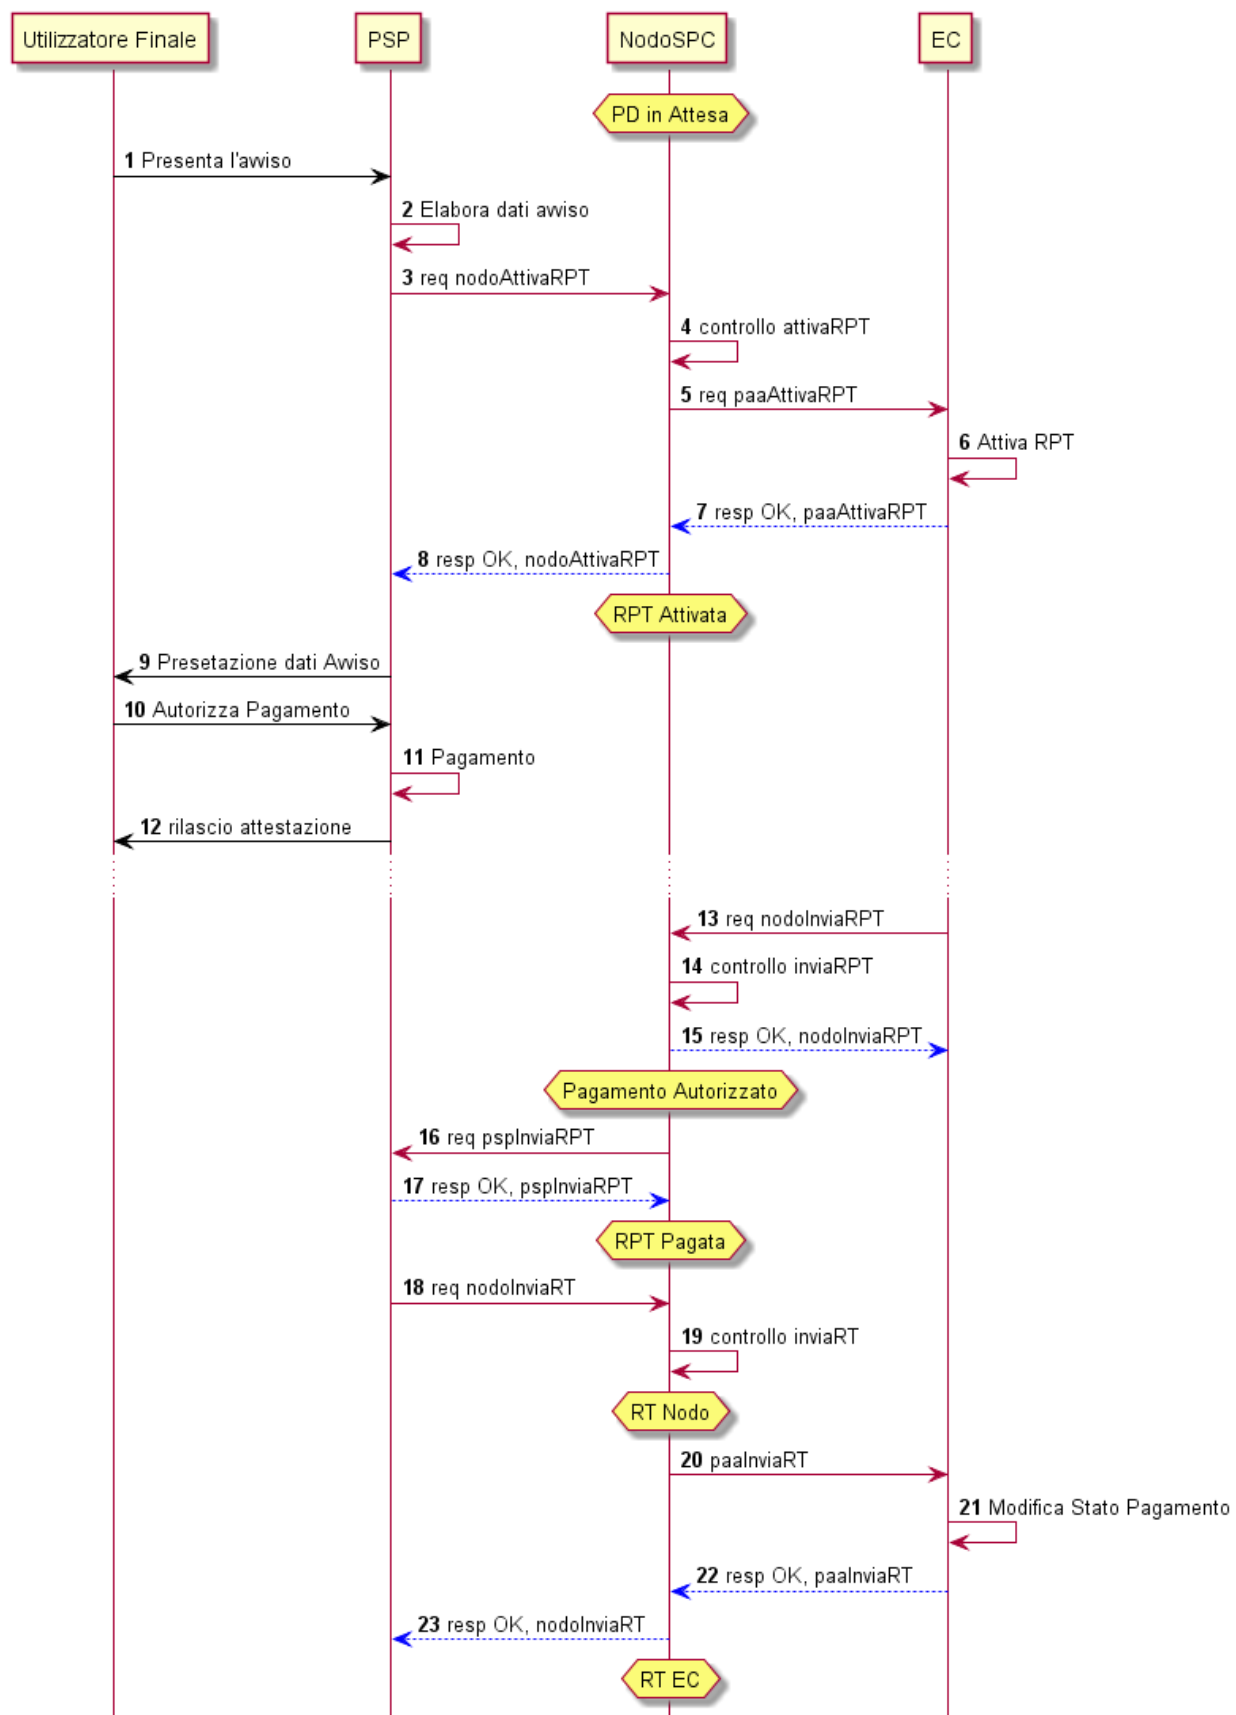 Utilizzatore Finale
PSP
NodoSPC
EC
PD in Attesa
1 Presenta l'avviso
2 Elabora dati avviso
3 req nodoAttivaRPT
4 controllo attivaRPT
5 req paaAttivaRPT
6 Attiva RPT
7 resp OK, paaAttivaRPT
8 resp OK, nodoAttivaRPT
RPT Attivata
9 Presetazione dati Avviso
10 Autorizza Pagamento
11 Pagamento
12 rilascio attestazione
13 req nodoInviaRPT
14 controllo inviaRPT
15 resp OK, nodoInviaRPT
Pagamento Autorizzato
16 req pspInviaRPT
17 resp OK, pspInviaRPT
RPT Pagata
18 req nodoInviaRT
19 controllo inviaRT
RT Nodo
20 paaInviaRT
21 Modifica Stato Pagamento
22 resp OK, paaInviaRT
23 resp OK, nodoInviaRT
RT EC